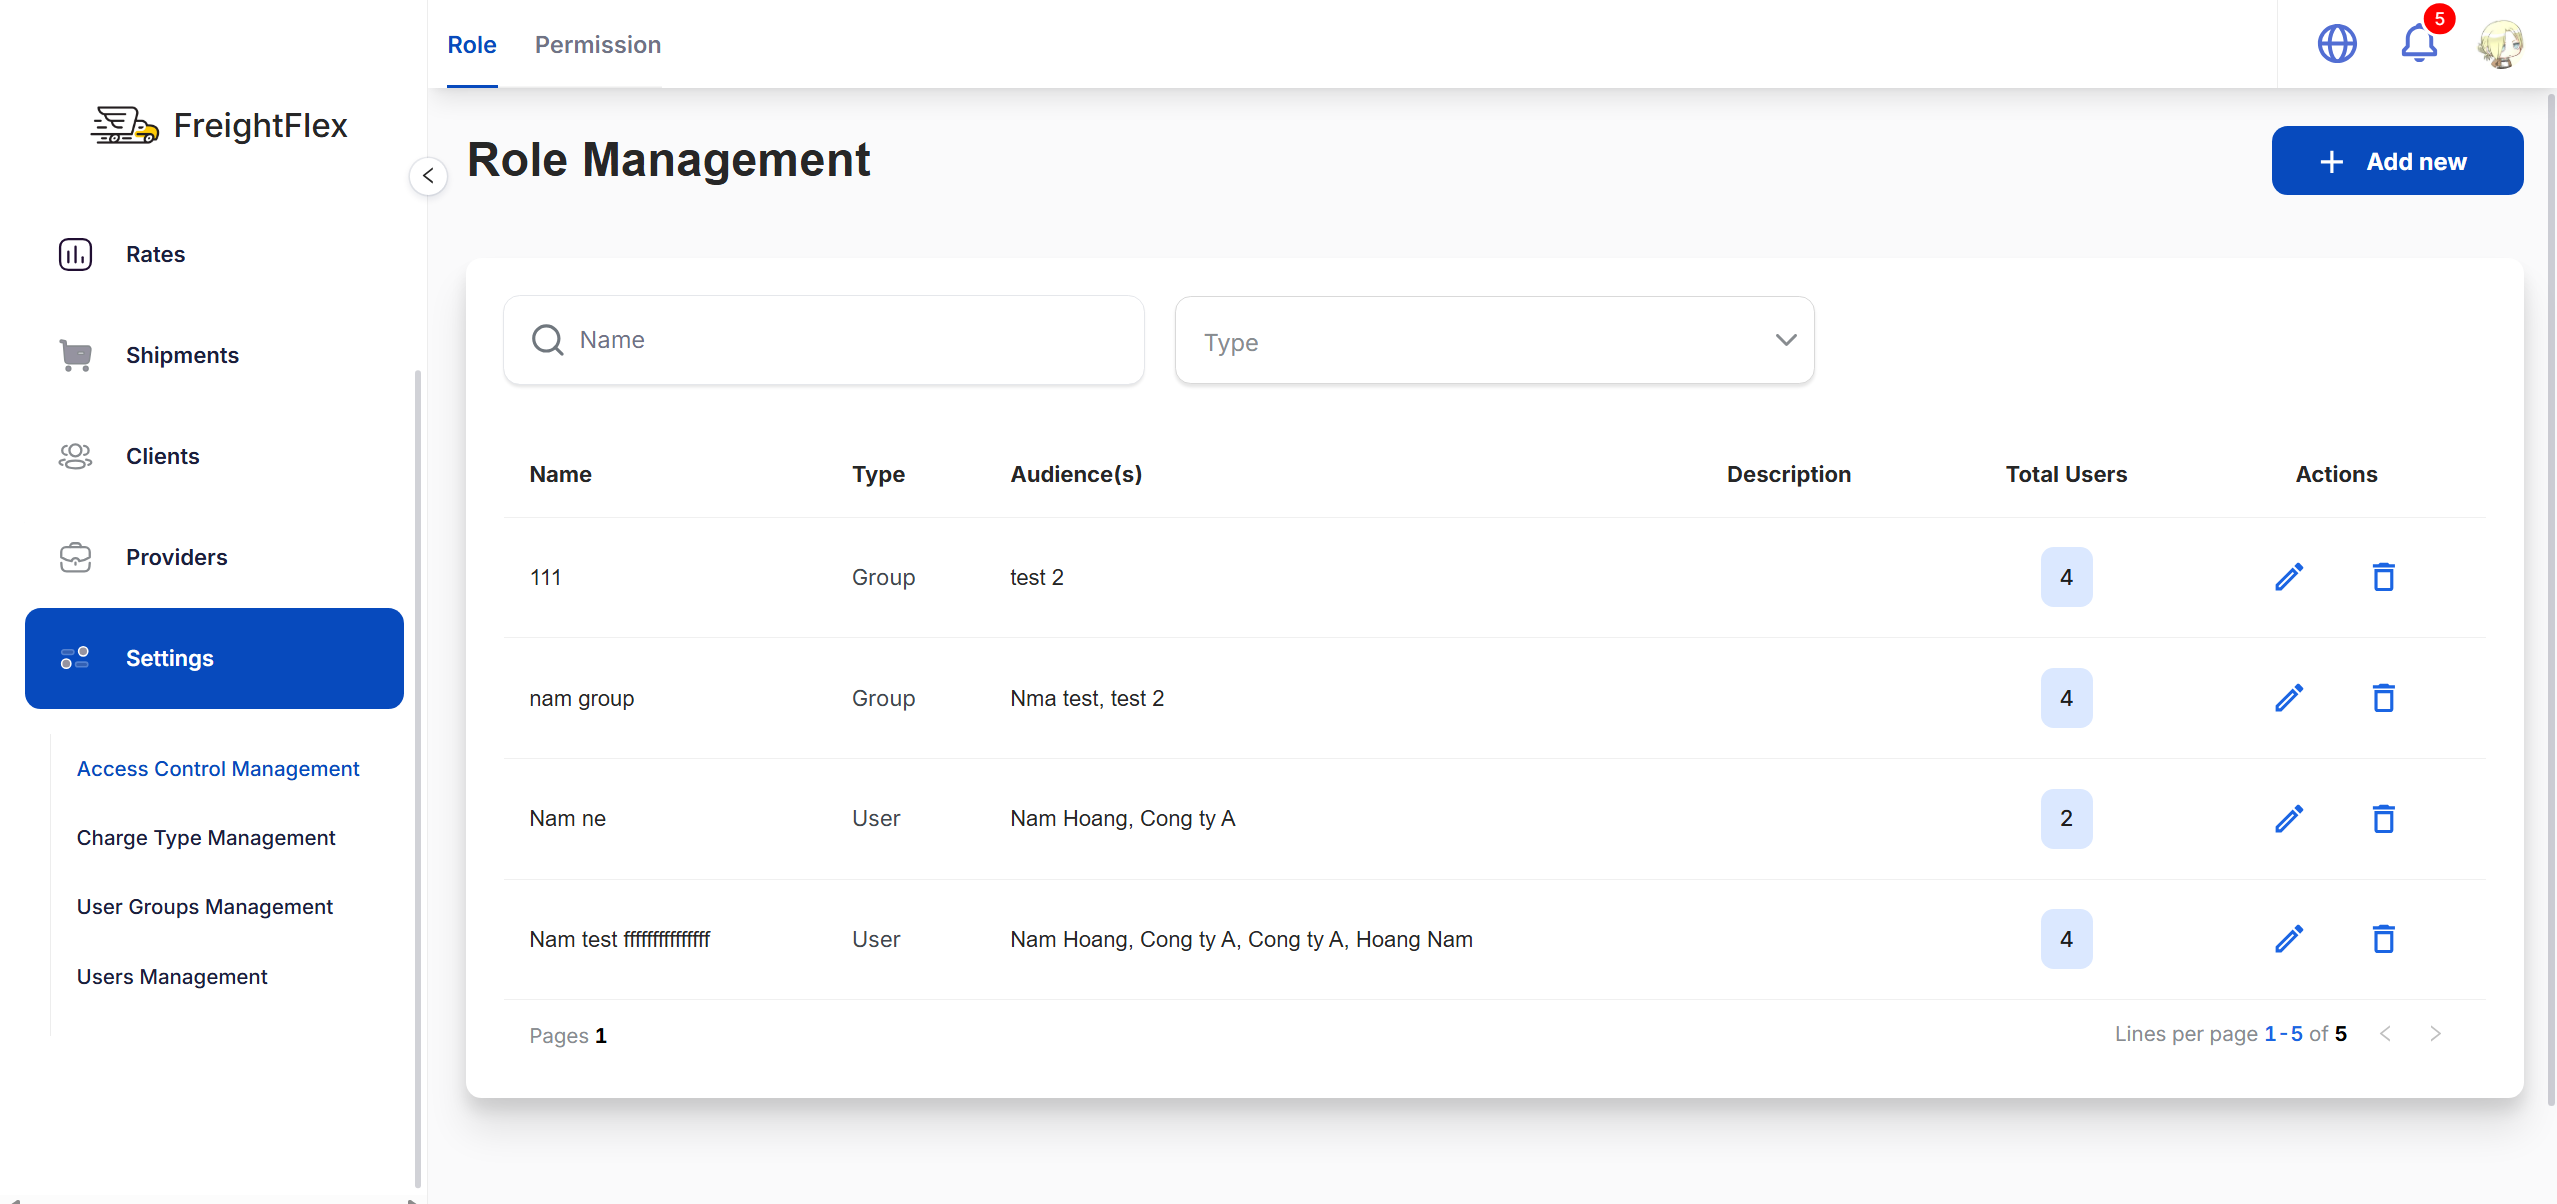 Role Permission 5
FreightFlex
Role Management
Add new
Rates
Shipments
Clients
Providers
Settings
Access Control Management
Charge Type Management
User Groups Management
Users Management
Name Type
Name Type Audience(s) Description Total Users Actions
111 Group test 2 4
nam group Group Nma test, test 2 4
Nam ne User Nam Hoang, Cong ty A 2
Nam test fffffffffffffff User Nam Hoang, Cong ty A, Cong ty A, Hoang Nam 4
Pages 1 Lines per page 1-5 of 5